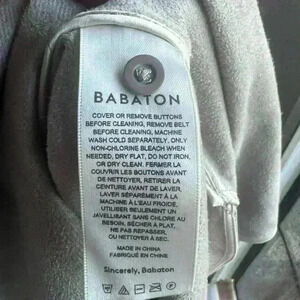 BABATON
COVER OR REMOVE BUTTONS
BEFORE CLEANING, REMOVE BELT
BEFORE CLEANING, MACHINE
WASH COLD SEPARATELY, ONLY
NON-CHLORINE BLEACH WHEN
NEEDED, DRY FLAT, DO NOT IRON,
OR DRY CLEAN. FERMER LA
COUVRIR LES BOUTONS AVANT
DE NETTOYER, RETIRER LA
CEINTURE AVANT DE LAVER,
LAVER SÉPARÉMENT À LA
MACHINE À L'EAU FROIDE,
UTILISER SEULEMENT UN
JAVELLISANT SANS CHLORE AU
BESOIN, SÉCHER À PLAT,
NE PAS REPASSER,
OU NETTOYER À SEC.
MADE IN CHINA
FABRIQUÉ EN CHINE
Sincerely, Babaton